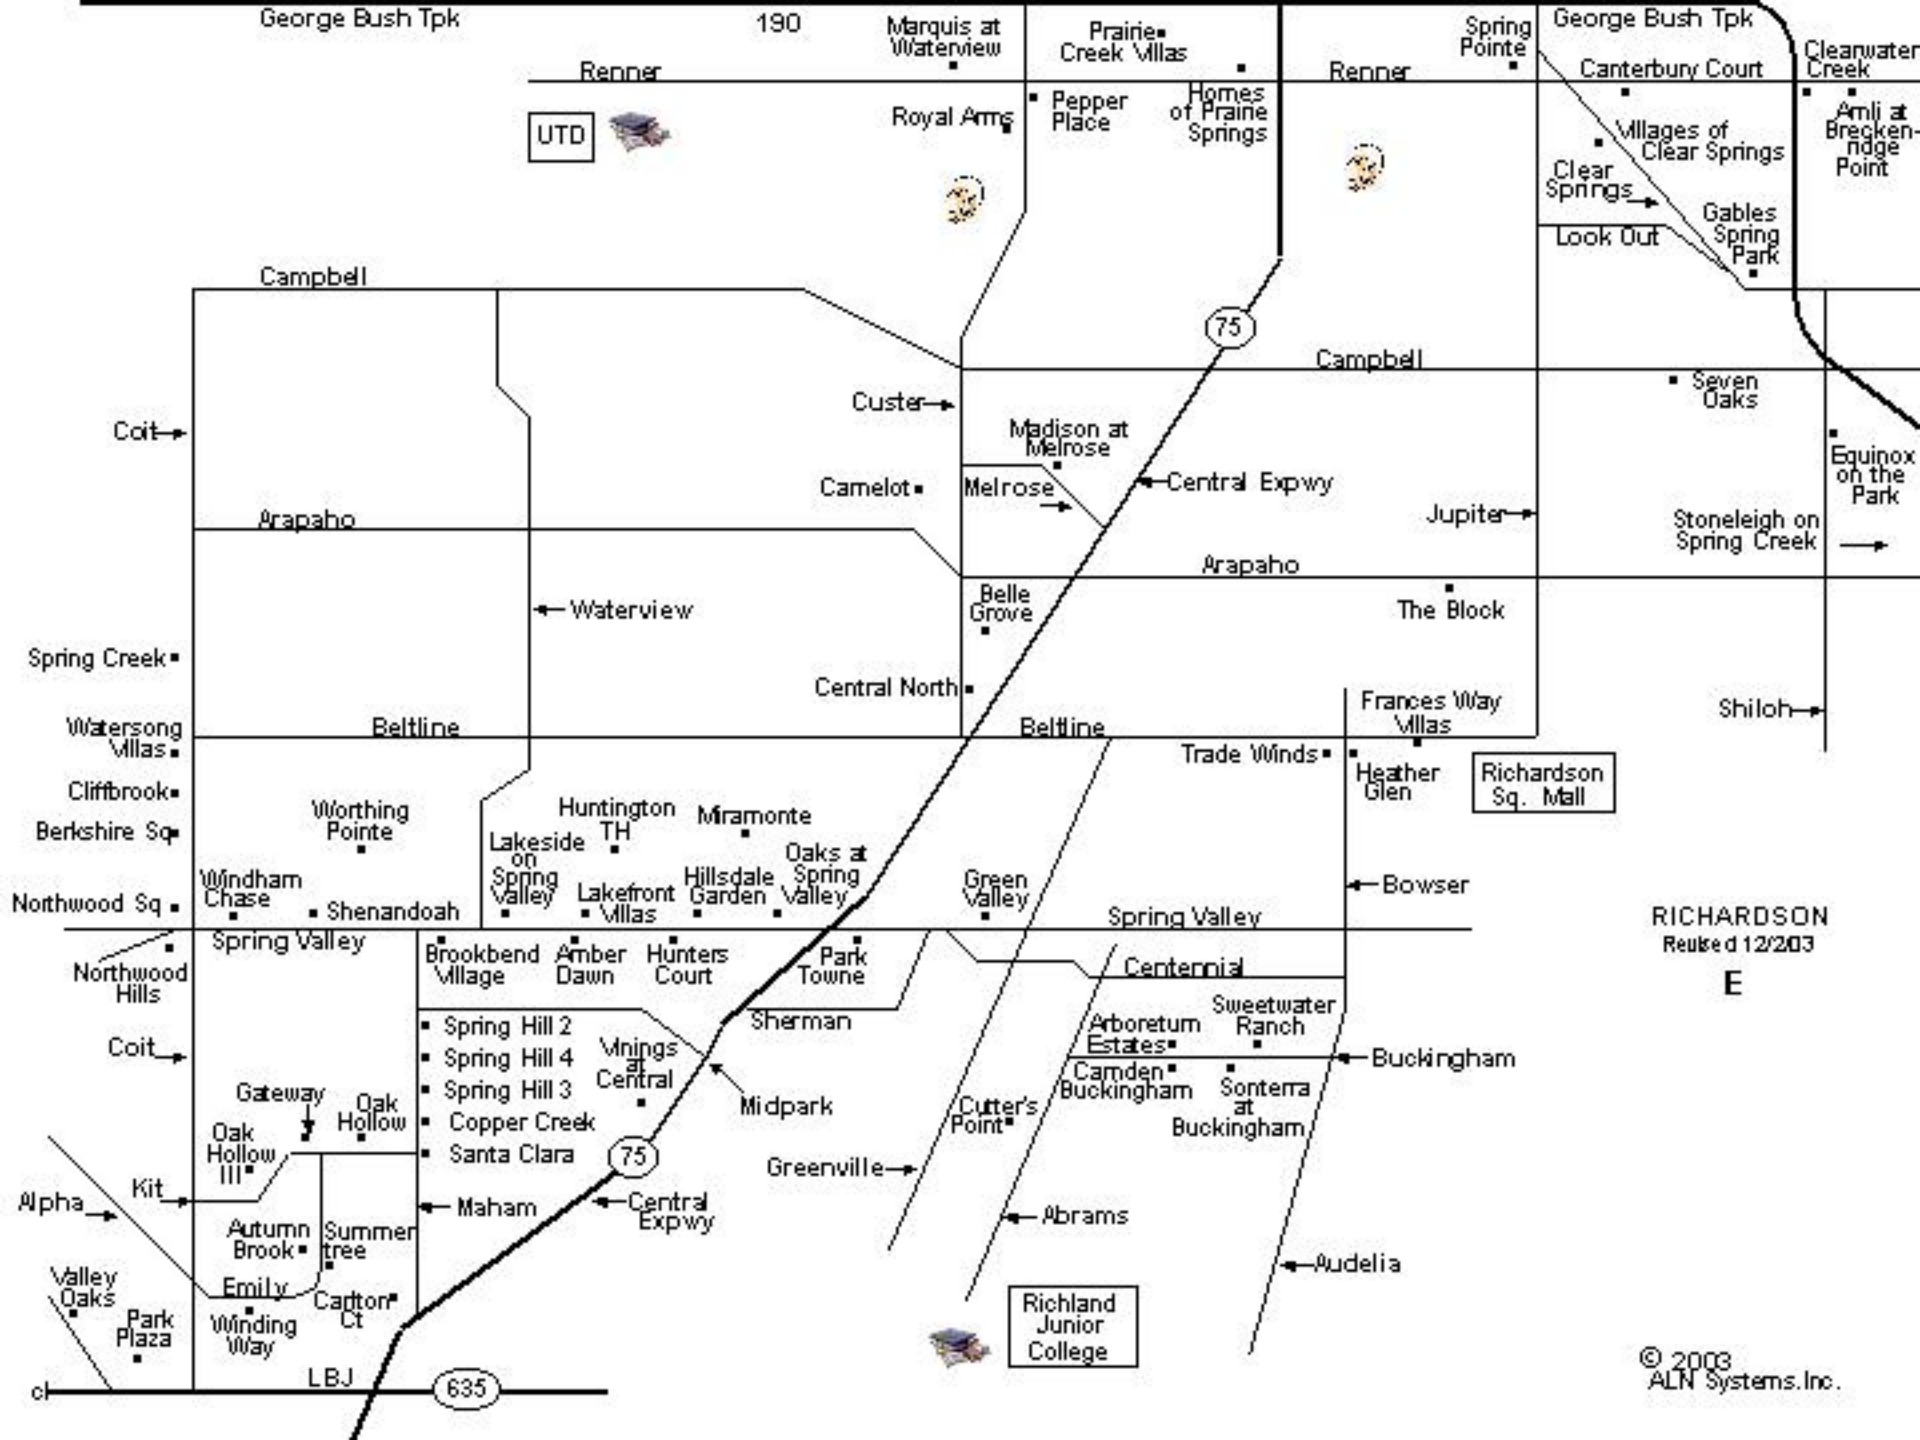 George Bush Tpk
190
Marquis at
Waterview
Prairie
Creek Villas
Spring
Pointe
George Bush Tpk
Clearwater
Creek
Renner
Renner
Canterbury Court
UTD
Royal Arms
Pepper
Place
Homes
of Prairie
Springs
Amli at
Brecken-
ridge
Point
Villages of
Clear Springs
Clear
Springs
Gables
Spring
Park
Look Out
Campbell
75
Campbell
Seven
Oaks
Custer
Coit
Madison at
Melrose
Equinox
on the
Park
Camelot
Melrose
Central Expwy
Jupiter
Stoneleigh on
Spring Creek
Arapaho
Arapaho
Belle
Grove
The Block
Waterview
Spring Creek
Central North
Frances Way
Villas
Shiloh
Watersong
Villas
Beltline
Beltline
Trade Winds
Heather
Glen
Richardson
Sq. Mall
Cliffbrook
Berkshire Sq
Worthing
Pointe
Huntington
TH
Miramonte
Lakeside
on
Spring
Valley
Oaks at
Spring
Valley
Windham
Chase
Hillsdale
Garden
Green
Valley
Bowser
Northwood Sq
Shenandoah
Lakefront
Villas
Spring Valley
Spring Valley
RICHARDSON
Revised 12/2/03
E
Northwood
Hills
Brookbend
Village
Amber
Dawn
Hunters
Court
Park
Towne
Centennial
Sherman
Sweetwater
Ranch
Spring Hill 2
Arboretum
Estates
Coit
Spring Hill 4
Vinings
at
Central
Buckingham
Spring Hill 3
Camden
Buckingham
Sonterra
at
Buckingham
Gateway
Oak
Hollow
Midpark
Cutter's
Point
Copper Creek
Oak
Hollow
III
Santa Clara
75
Greenville
Kit
Alpha
Maham
Central
Expwy
Abrams
Autumn
Brook
Summer
tree
Audelia
Valley
Oaks
Emily
Carlton
Ct
Park
Plaza
Winding
Way
Richland
Junior
College
LBJ
635
© 2003
ALN Systems.Inc.